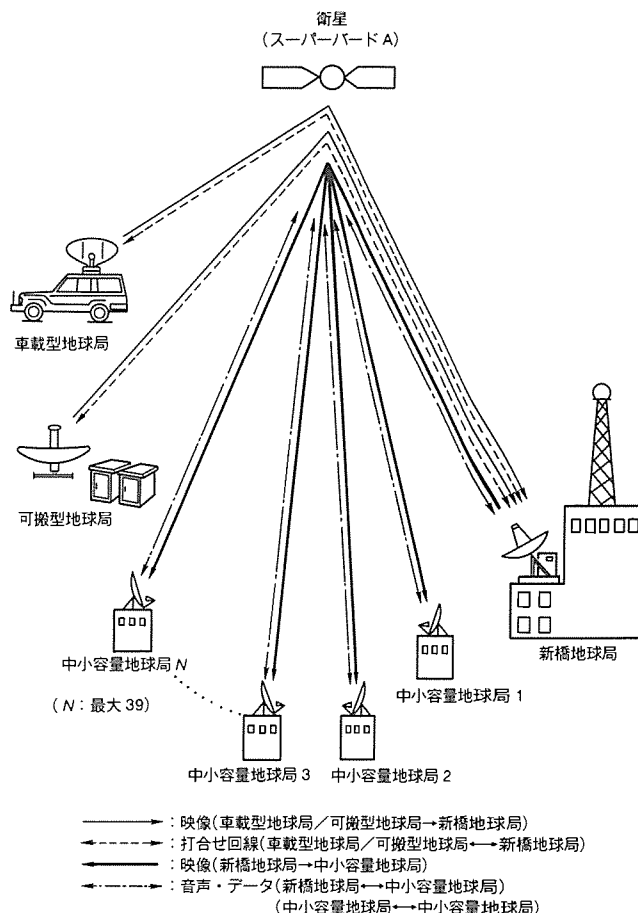 衛星
(スーパーバードA)
車載型地球局
可搬型地球局
新橋地球局
中小容量地球局N
中小容量地球局1
(N:最大39)
中小容量地球局3
中小容量地球局2
:映像(車載型地球局/可搬型地球局→新橋地球局)
:打合せ回線(車載型地球局/可搬型地球局⟷新橋地球局)
:映像(新橋地球局→中小容量地球局)
:音声・データ(新橋地球局⟷中小容量地球局)
(中小容量地球局⟷中小容量地球局)